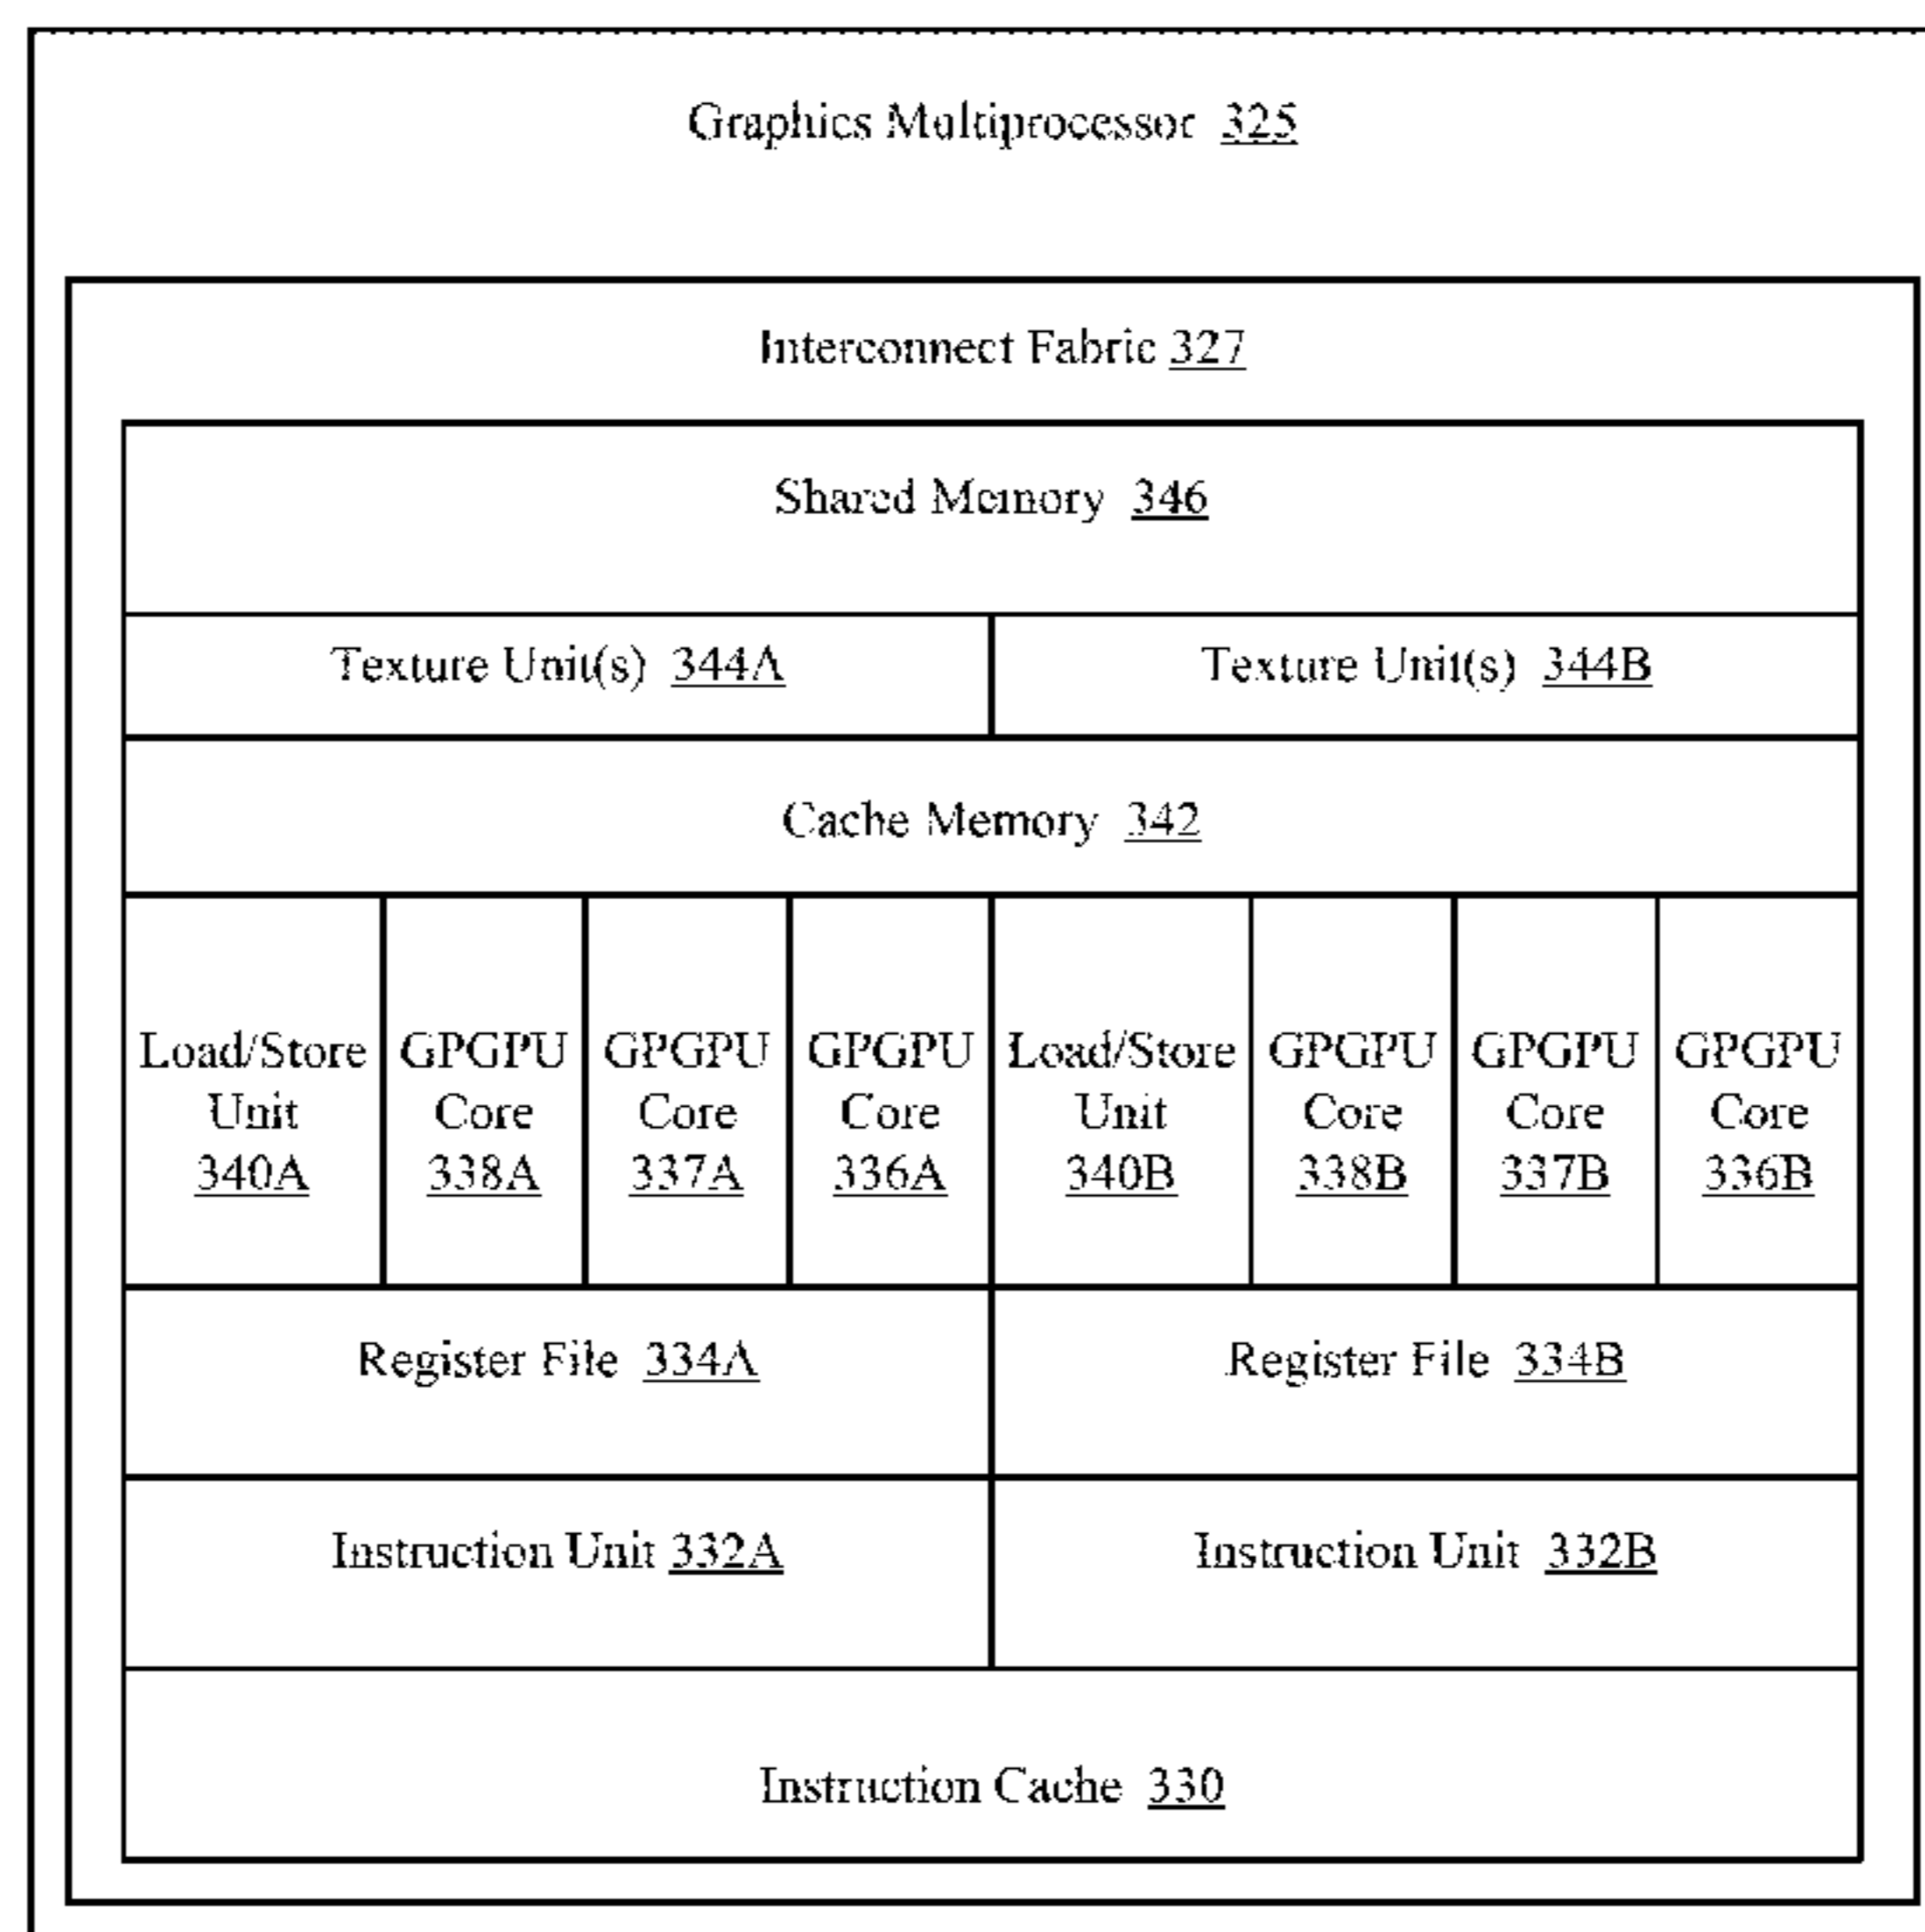 Graphics Multiprocessor 325
Interconnect Fabric 327
Shared Memory 346
Texture Unit(s) 344A
Texture Unit(s) 344B
Cache Memory 342
Load/Store
Unit
340A
GPGPU
Core
338A
GPGPU
Core
337A
GPGPU
Core
336A
Load/Store
Unit
340B
GPGPU
Core
338B
GPGPU
Core
337B
GPGPU
Core
336B
Register File 334A
Register File 334B
Instruction Unit 332A
Instruction Unit 332B
Instruction Cache 330